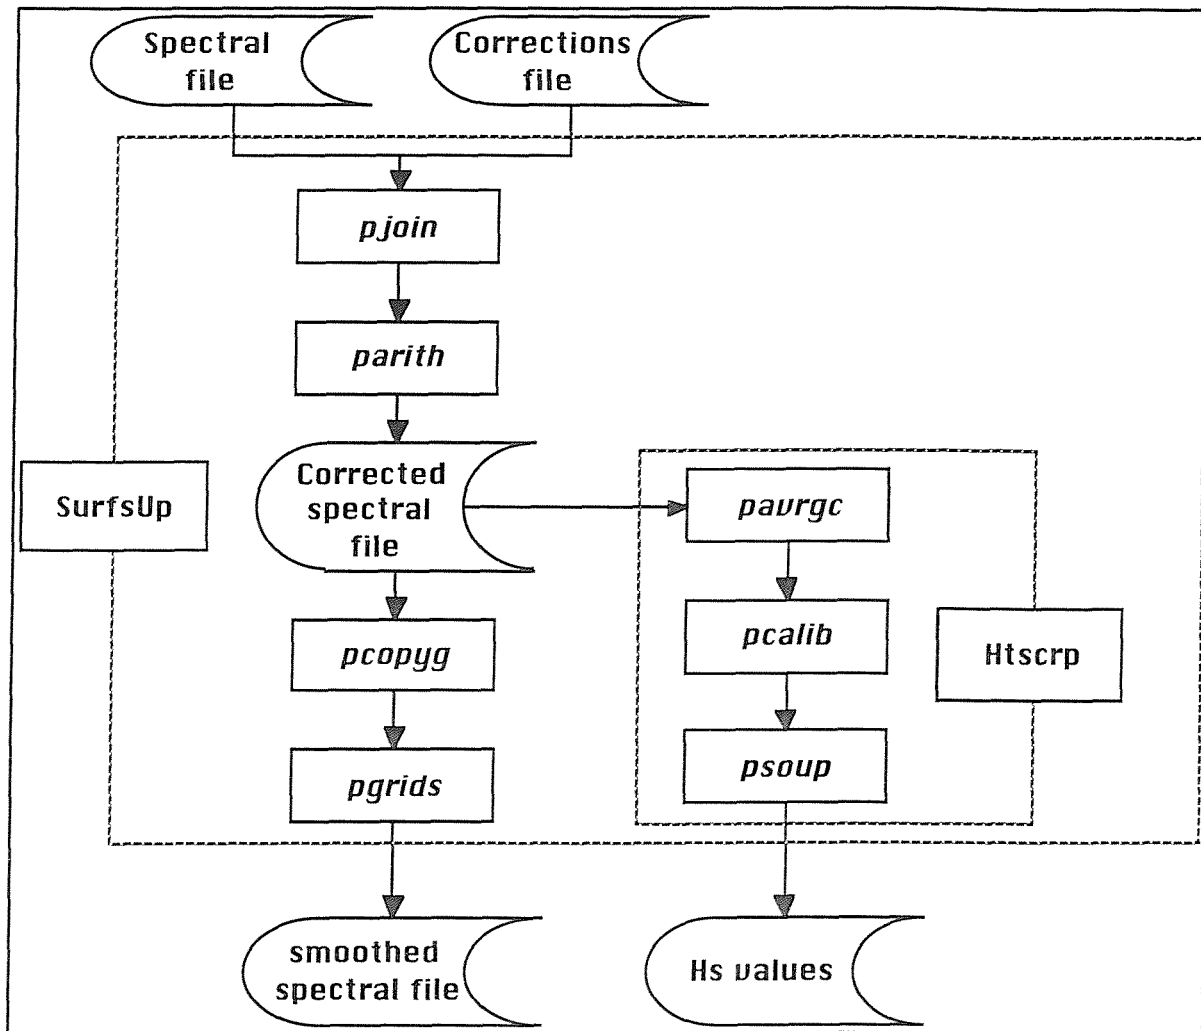 Spectral
file
Corrections
file
pjoin
parith
SurfsUp
Corrected
spectral
file
pavrgc
pcopyg
pcalib
Htscrp
pgrids
psoup
smoothed
spectral file
Hs values